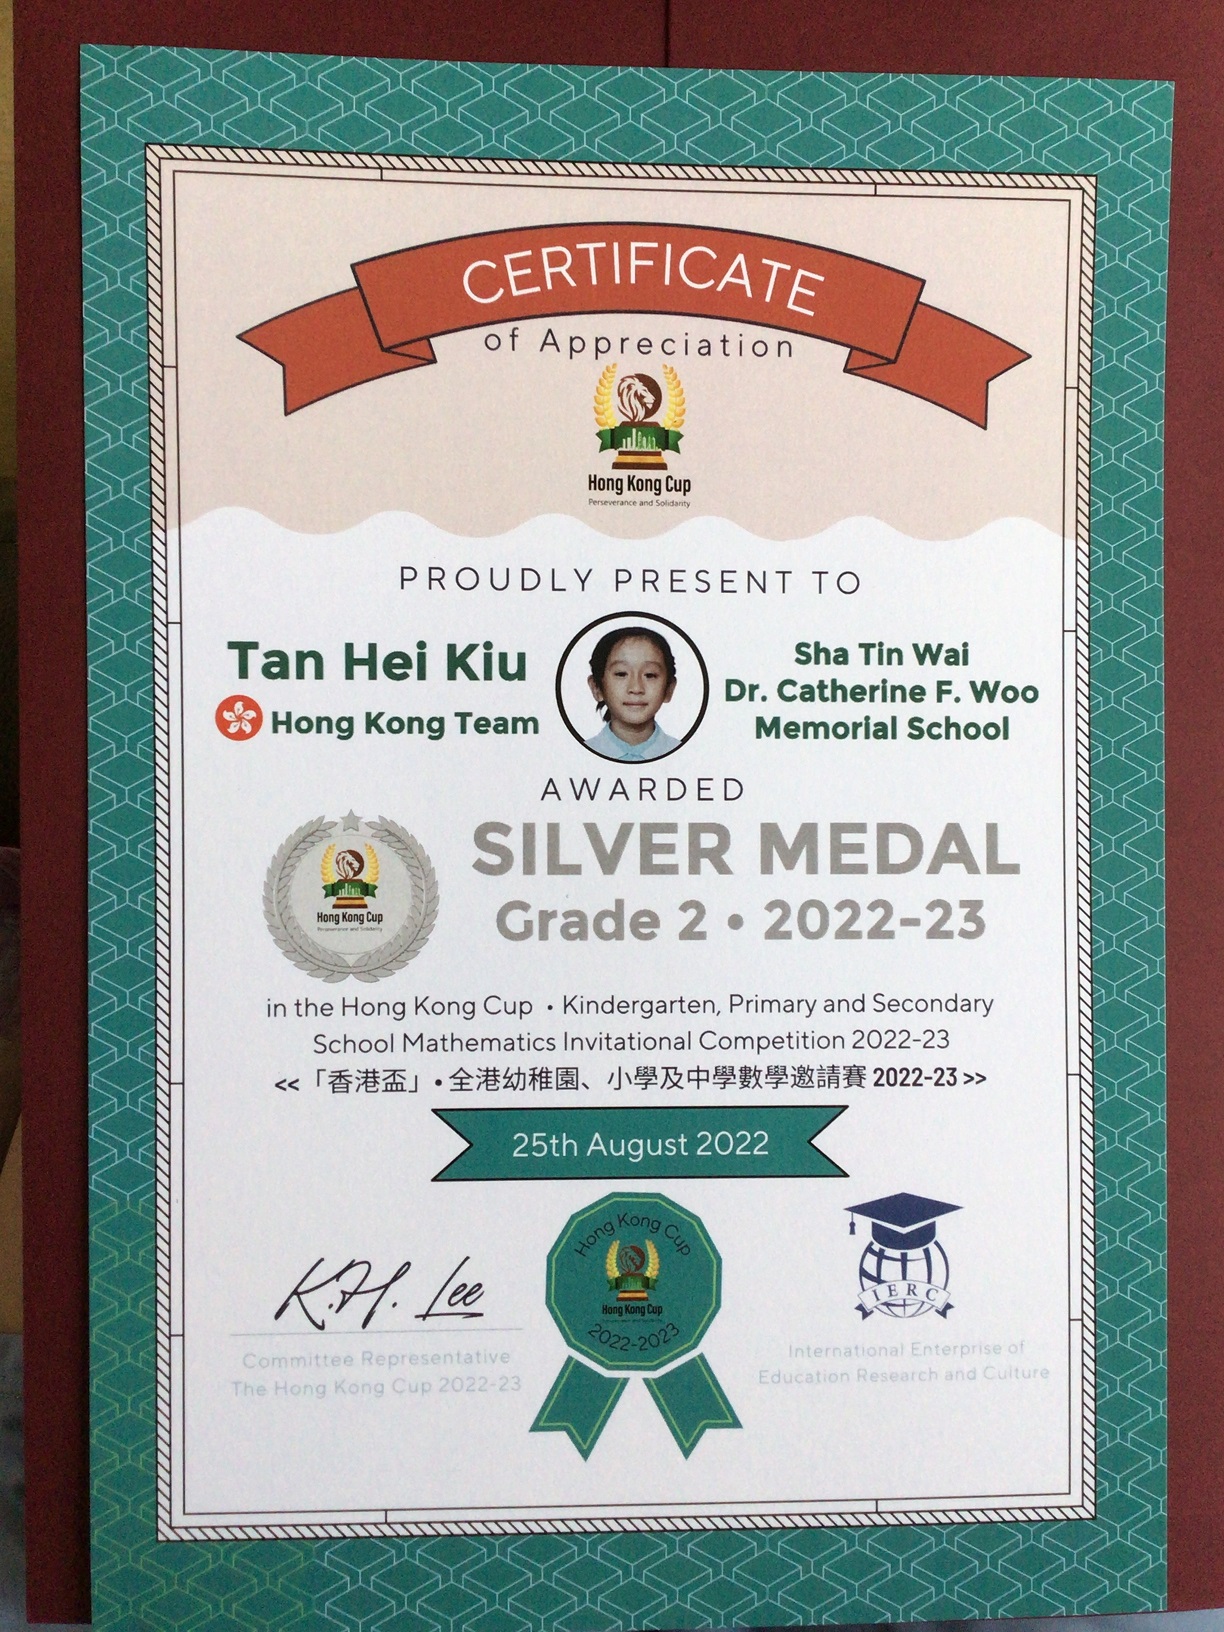 CERTIFICATE
of Appreciation
Hong Kong Cup
Perseverance and Solidarity
PROUDLY PRESENT TO
Tan Hei Kiu
Hong Kong Team
Sha Tin Wai
Dr. Catherine F. Woo
Memorial School
AWARDED
SILVER MEDAL
Grade 2 • 2022-23
Hong Kong Cup
Perseverance and Solidarity
in the Hong Kong Cup • Kindergarten, Primary and Secondary
School Mathematics Invitational Competition 2022-23
<<「香港盃」• 全港幼稚園、小學及中學數學邀請賽 2022-23 >>
25th August 2022
K.H. Lee
Committee Representative
The Hong Kong Cup 2022-23
Hong Kong Cup
Hong Kong Cup
2022-2023
IERC
International Enterprise of
Education Research and Culture